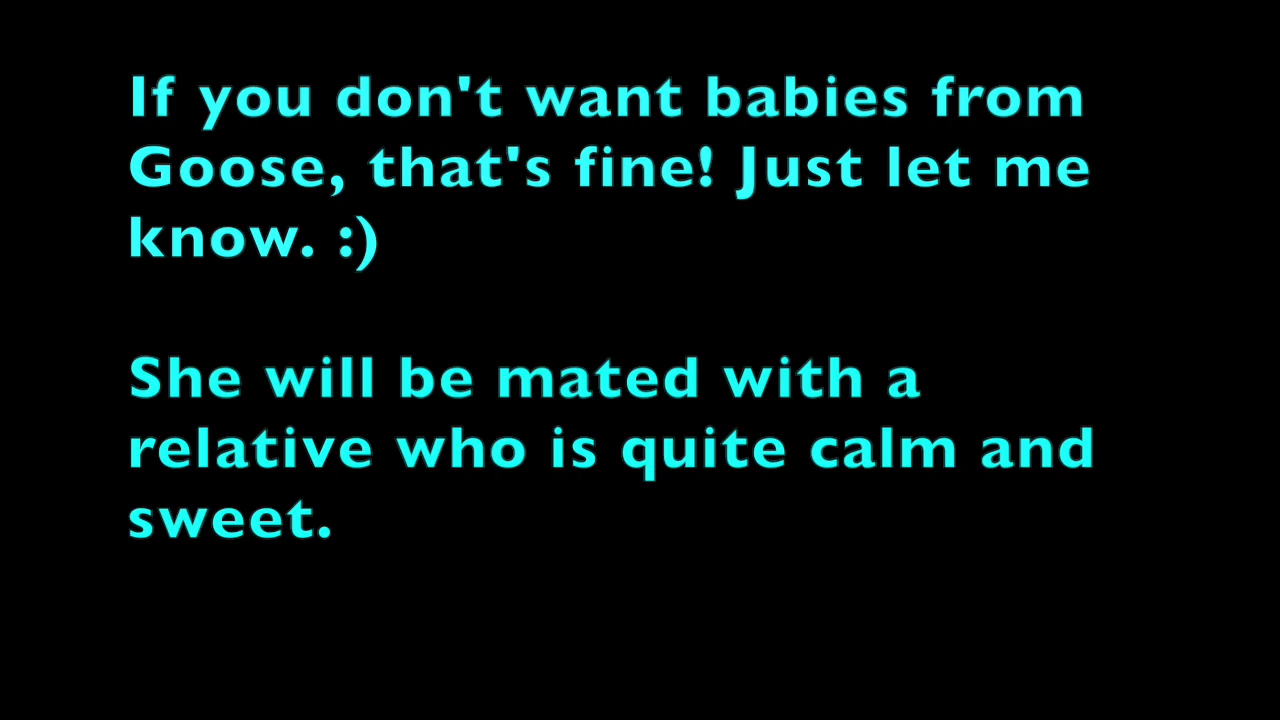 If you don't want babies from
Goose, that's fine! Just let me
know. :)
She will be mated with a
relative who is quite calm and
sweet.